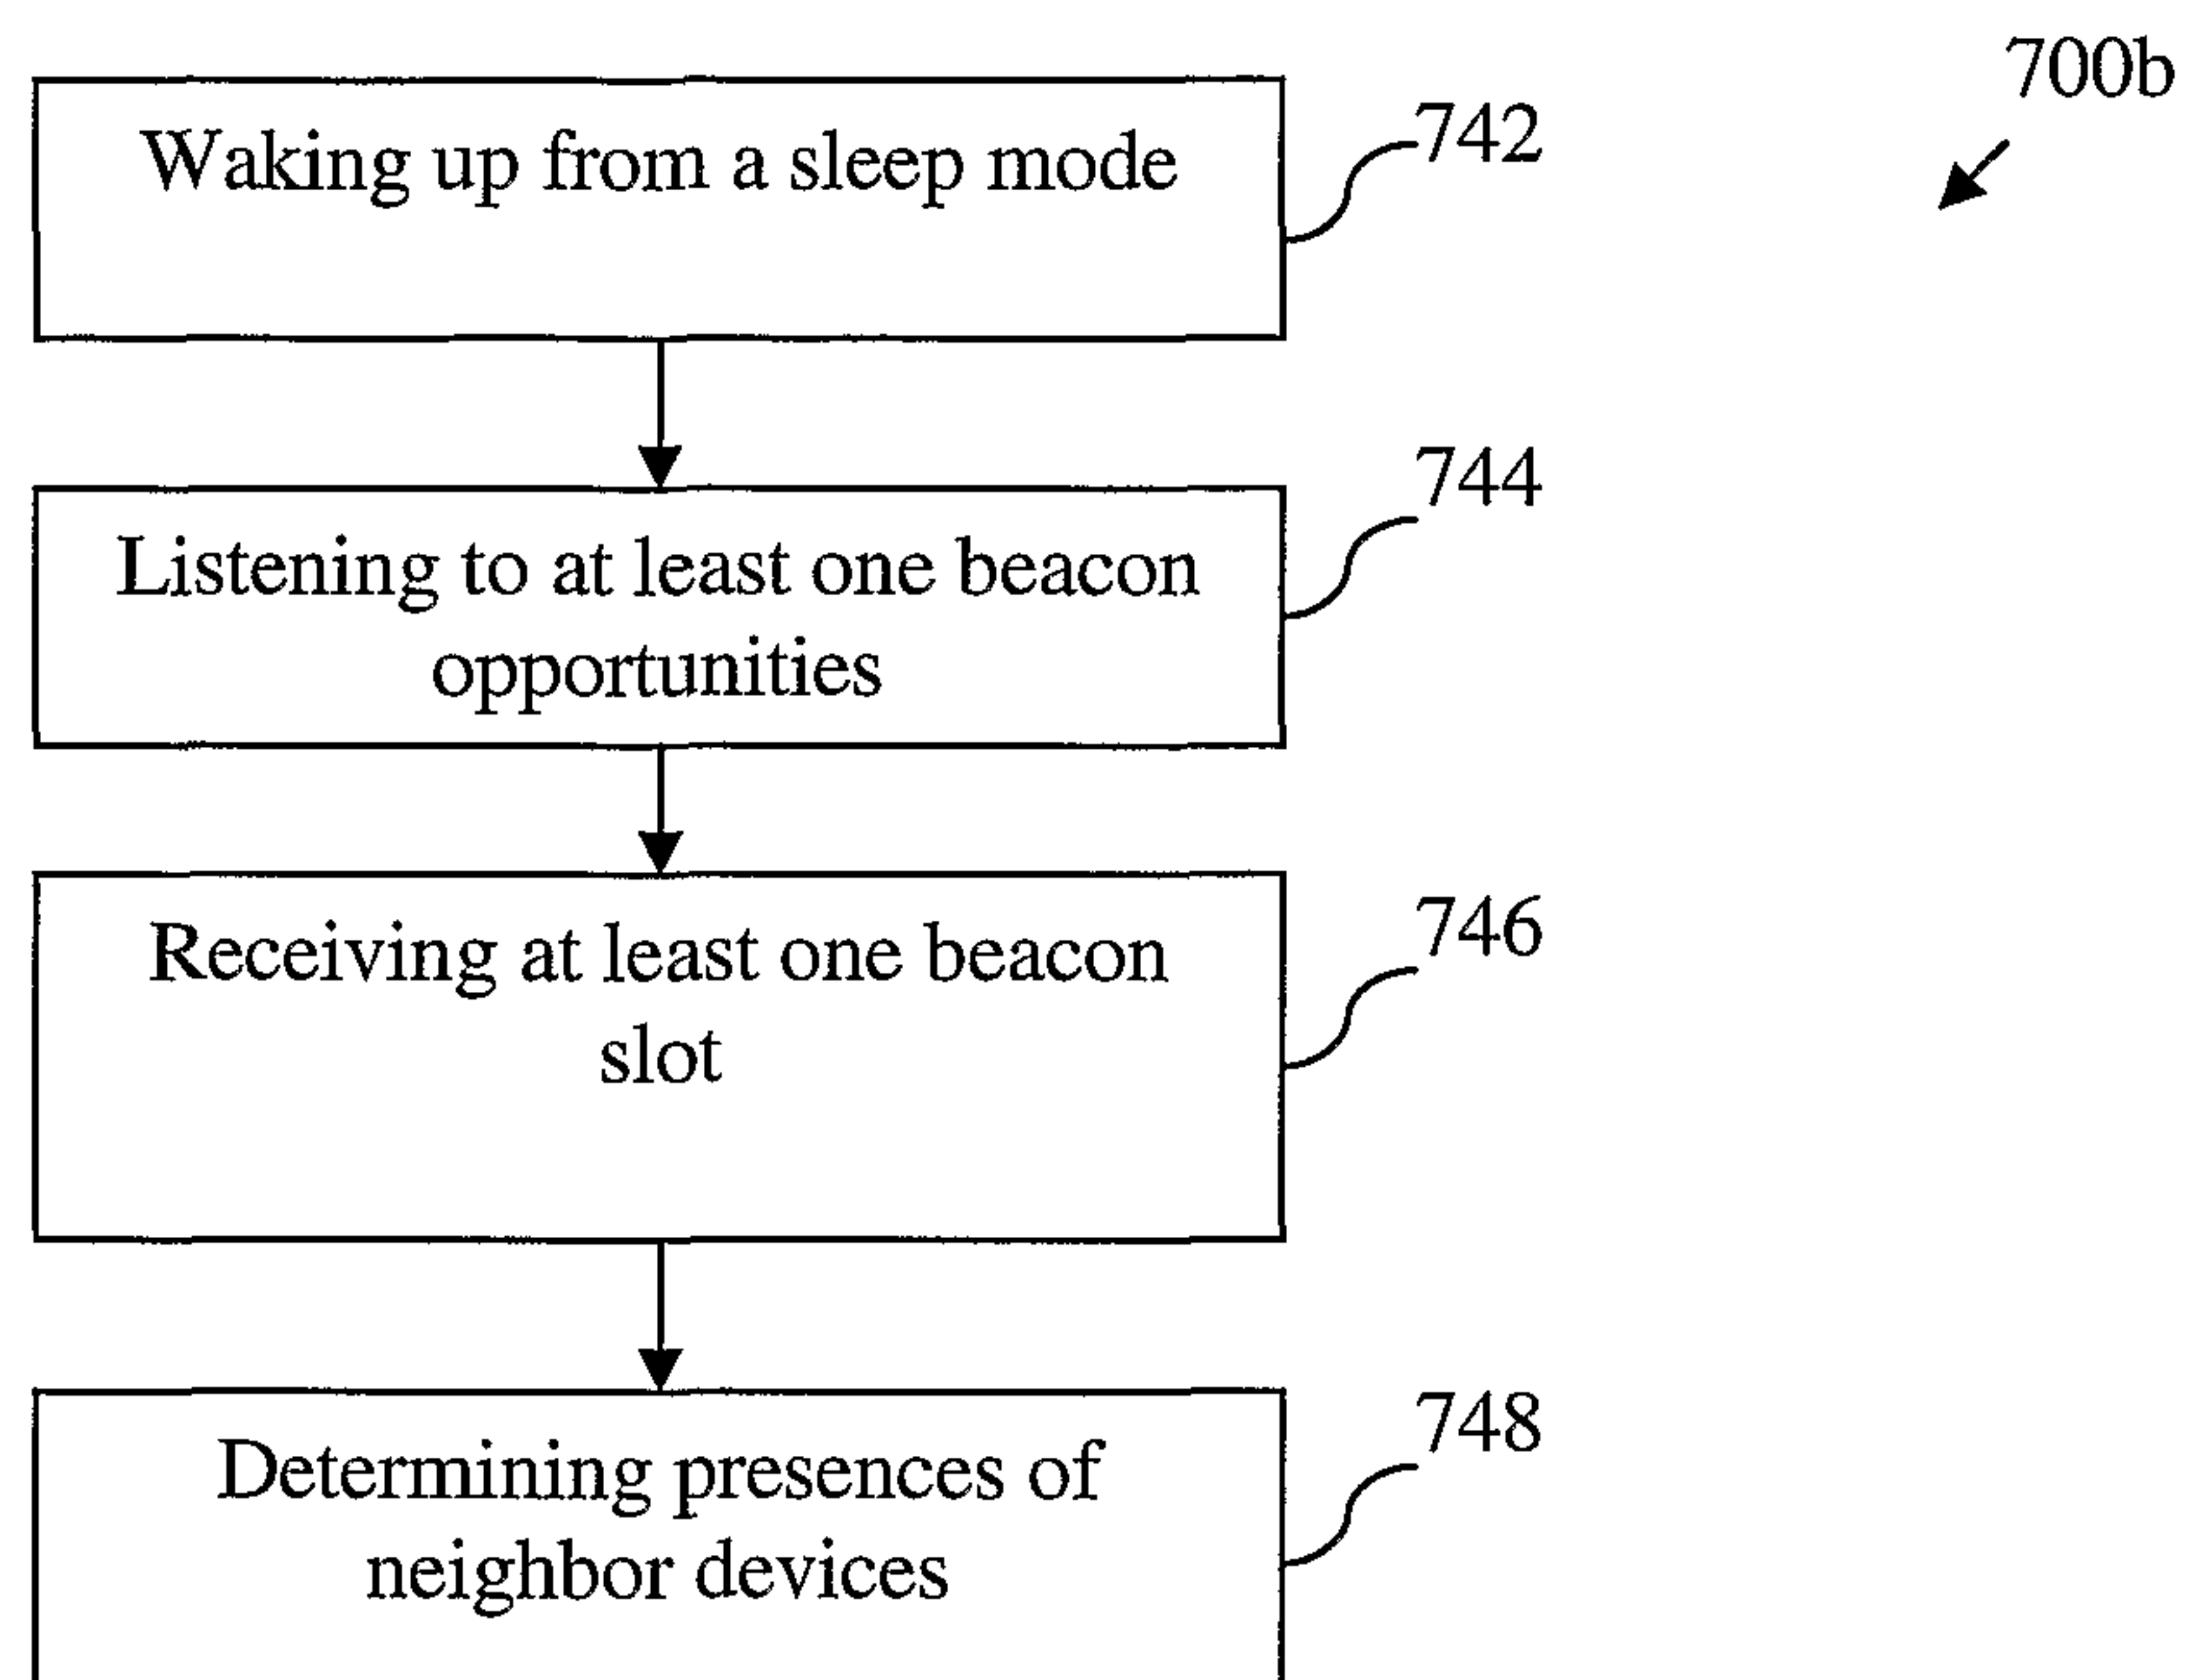 700b
Waking up from a sleep mode
742
Listening to at least one beacon
opportunities
744
Receiving at least one beacon
slot
746
Determining presences of
neighbor devices
748